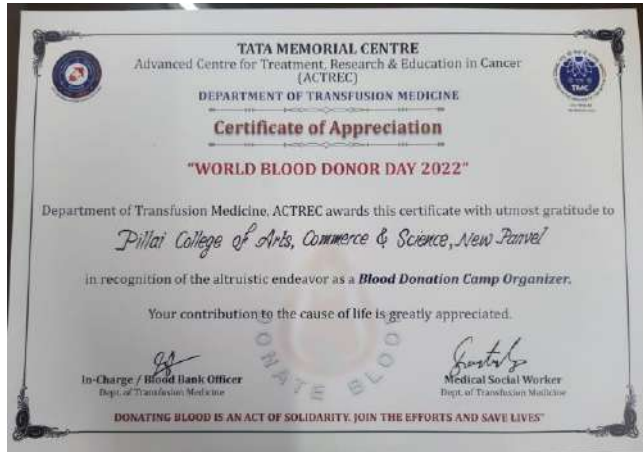 TATA MEMORIAL CENTRE
Advanced Centre for Treatment, Research & Education in Cancer
(ACTREC)
DEPARTMENT OF TRANSFUSION MEDICINE
Certificate of Appreciation
"WORLD BLOOD DONOR DAY 2022"
Department of Transfusion Medicine, ACTREC awards this certificate with utmost gratitude to
Pillai College of Arts, Commerce & Science, New Panvel
in recognition of the altruistic endeavor as a Blood Donation Camp Organizer.
Your contribution to the cause of life is greatly appreciated.
DONATE BLOOD
In-Charge / Blood Bank Officer
Dept. of Transfusion Medicine
Medical Social Worker
Dept. of Transfusion Medicine
DONATING BLOOD IS AN ACT OF SOLIDARITY. JOIN THE EFFORTS AND SAVE LIVES"
TMC